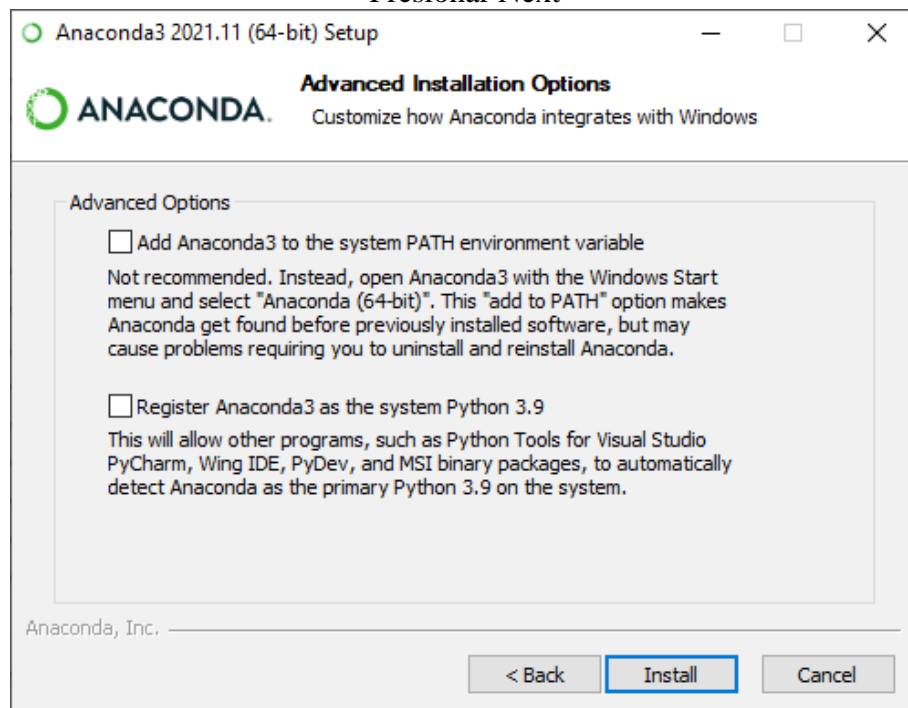 Presionar Next
Anaconda3 2021.11 (64-bit) Setup
ANACONDA.
Advanced Installation Options
Customize how Anaconda integrates with Windows
Advanced Options
Add Anaconda3 to the system PATH environment variable
Not recommended. Instead, open Anaconda3 with the Windows Start
menu and select "Anaconda (64-bit)". This "add to PATH" option makes
Anaconda get found before previously installed software, but may
cause problems requiring you to uninstall and reinstall Anaconda.
Register Anaconda3 as the system Python 3.9
This will allow other programs, such as Python Tools for Visual Studio
PyCharm, Wing IDE, PyDev, and MSI binary packages, to automatically
detect Anaconda as the primary Python 3.9 on the system.
Anaconda, Inc.
< Back Install Cancel